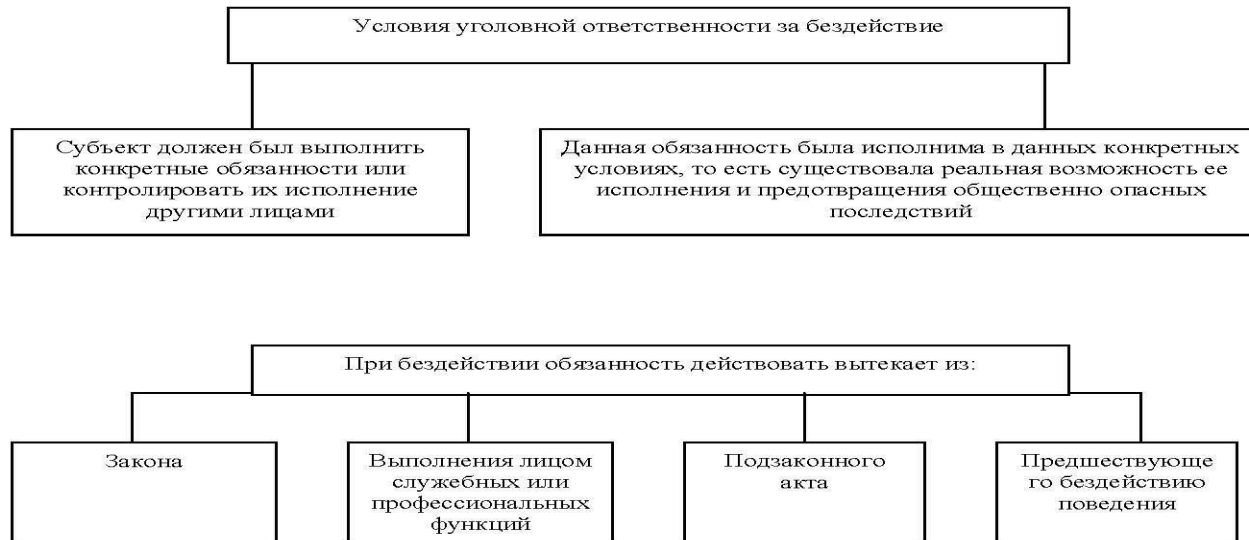 Условия уголовной ответственности за бездействие
Субъект должен был выполнить
конкретные обязанности или
контролировать их исполнение
другими лицами
Данная обязанность была исполнима в данных конкретных
условиях, то есть существовала реальная возможность ее
исполнения и предотвращения общественно опасных
последствий
При бездействии обязанность действовать вытекает из:
Закона
Выполнения лицом
служебных или
профессиональных
функций
Подзаконного
акта
Предшествующе
го бездействию
поведения